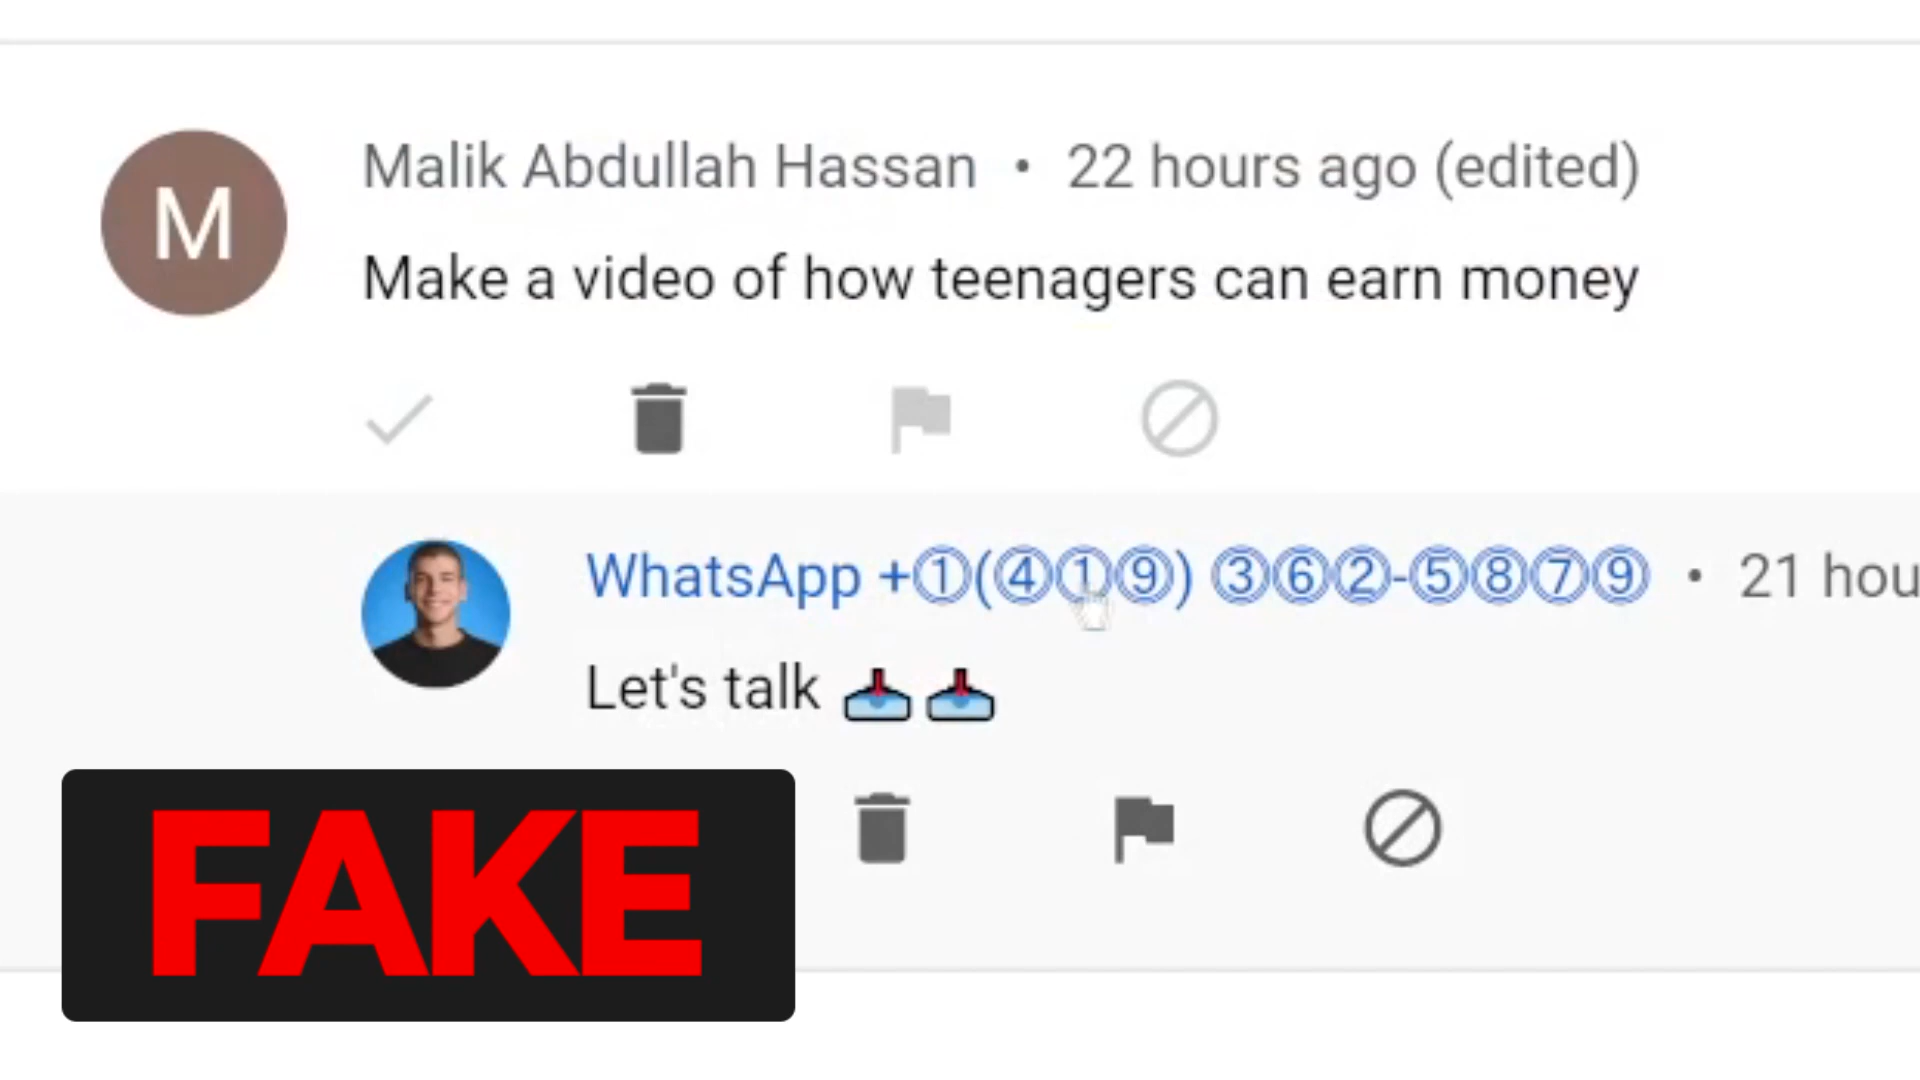 M
Malik Abdullah Hassan • 22 hours ago (edited)
Make a video of how teenagers can earn money
WhatsApp +①(④①⑨) ③⑥②-⑤⑧⑦⑨ • 21 hou
Let's talk 📥📥
FAKE